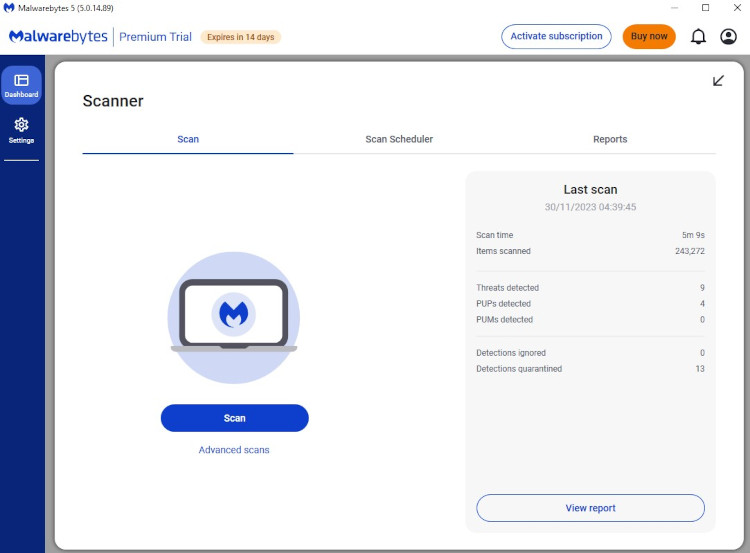 Malwarebytes 5 (5.0.14.89)
Malwarebytes Premium Trial Expires in 14 days Activate subscription Buy now
Dashboard
Settings
Scanner
Scan Scan Scheduler Reports
Last scan
30/11/2023 04:39:45
Scan time 5m 9s
Items scanned 243,272
Threats detected 9
PUPs detected 4
PUMs detected 0
Detections ignored 0
Detections quarantined 13
Scan
Advanced scans
View report